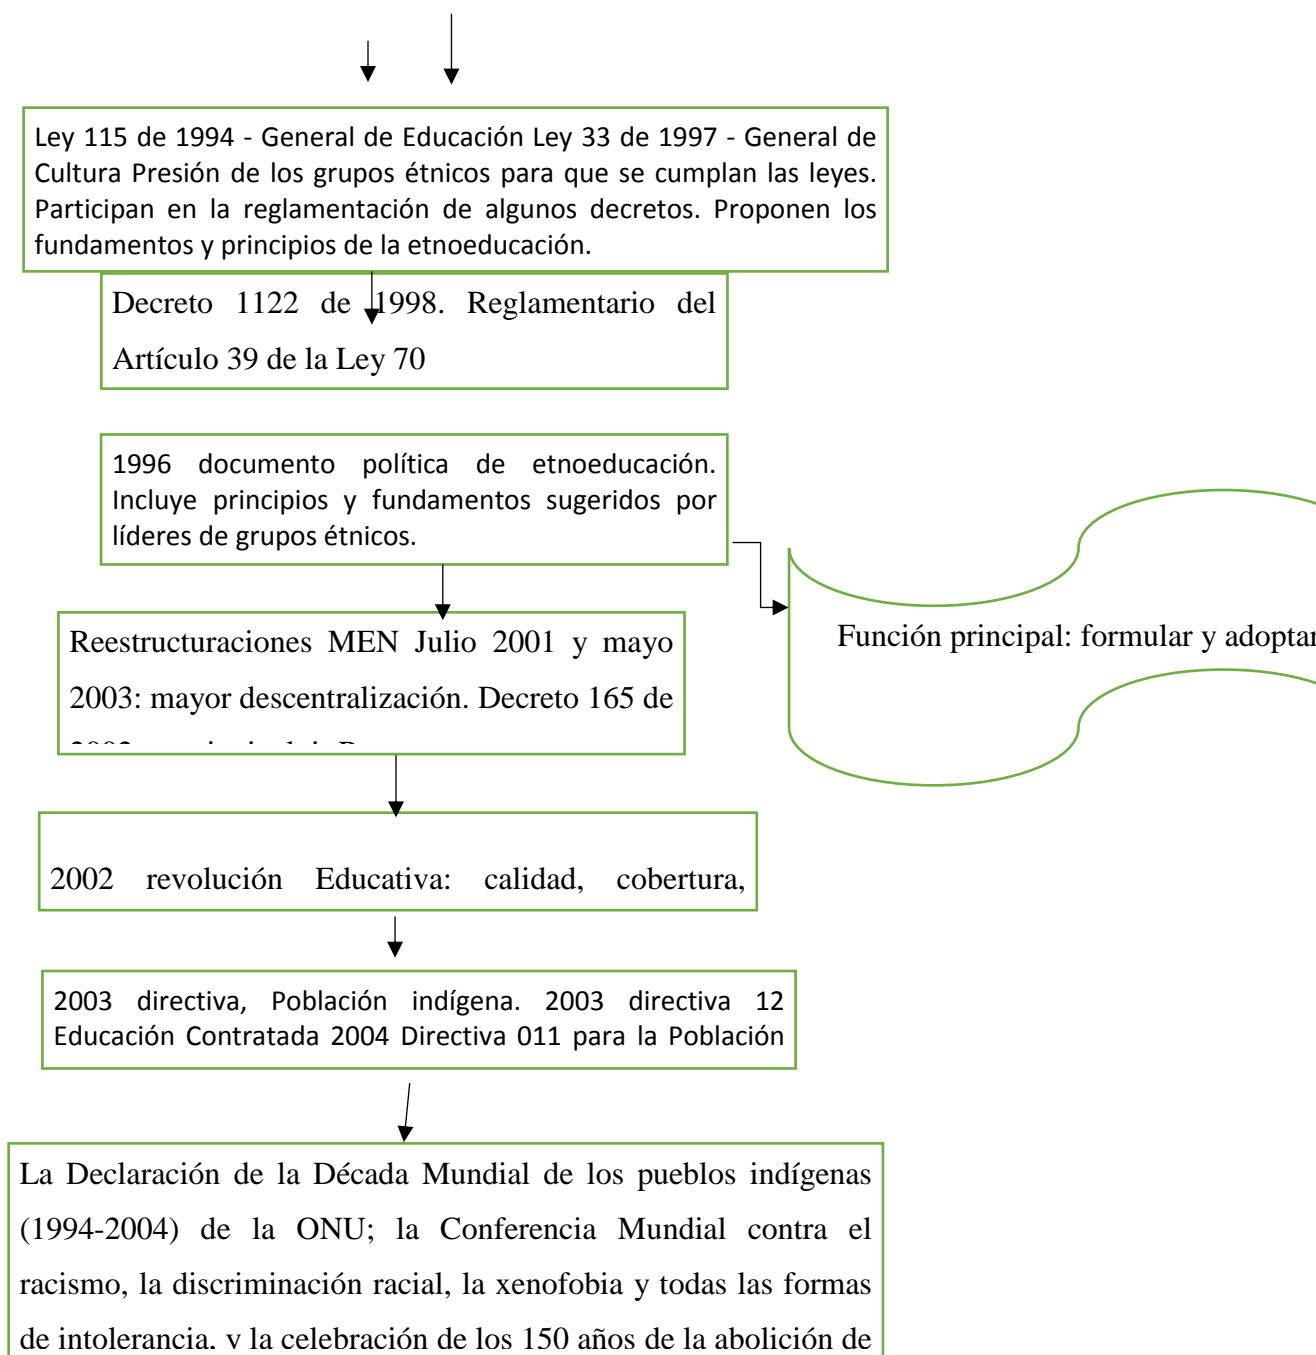 Ley 115 de 1994 - General de Educación Ley 33 de 1997 - General de
Cultura Presión de los grupos étnicos para que se cumplan las leyes.
Participan en la reglamentación de algunos decretos. Proponen los
fundamentos y principios de la etnoeducación.
Decreto 1122 de 1998. Reglamentario del
Artículo 39 de la Ley 70
1996 documento política de etnoeducación.
Incluye principios y fundamentos sugeridos por
líderes de grupos étnicos.
Función principal: formular y adoptar
Reestructuraciones MEN Julio 2001 y mayo
2003: mayor descentralización. Decreto 165 de
2002 revolución Educativa: calidad, cobertura,
2003 directiva, Población indígena. 2003 directiva 12
Educación Contratada 2004 Directiva 011 para la Población
La Declaración de la Década Mundial de los pueblos indígenas
(1994-2004) de la ONU; la Conferencia Mundial contra el
racismo, la discriminación racial, la xenofobia y todas las formas
de intolerancia, y la celebración de los 150 años de la abolición de